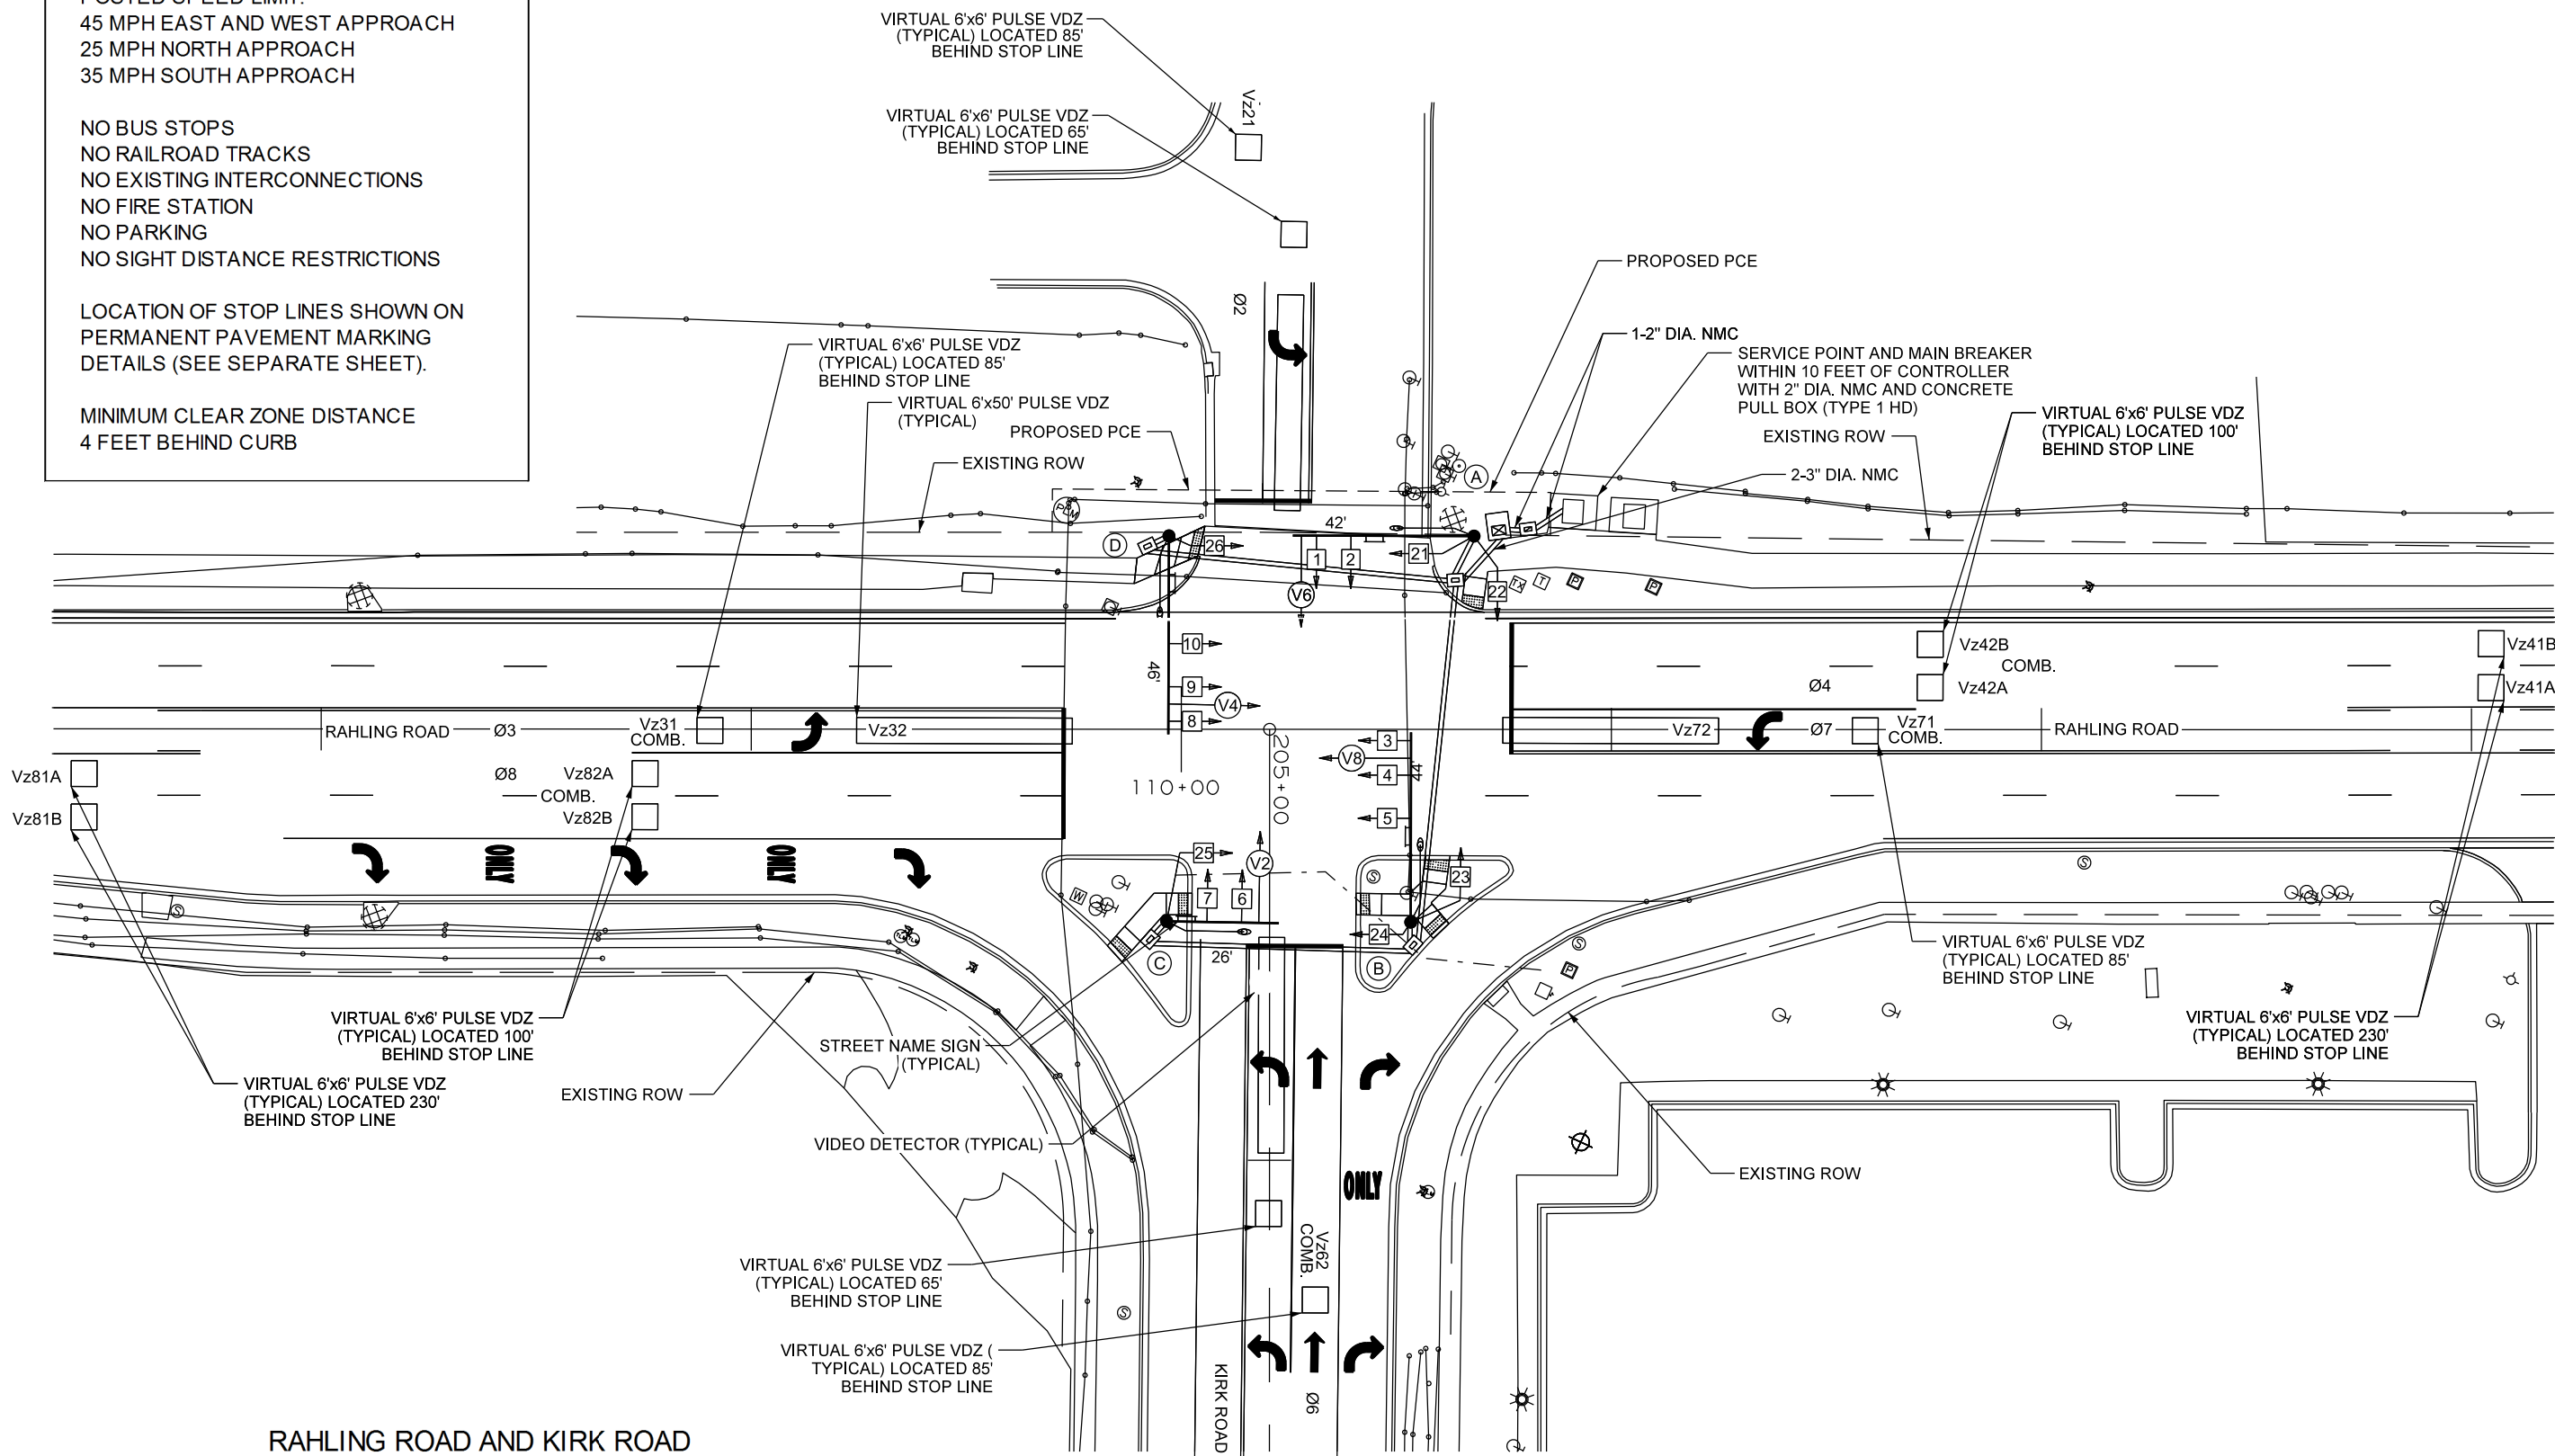 POSTED SPEED LIMIT:
45 MPH EAST AND WEST APPROACH
25 MPH NORTH APPROACH
35 MPH SOUTH APPROACH
NO BUS STOPS
NO RAILROAD TRACKS
NO EXISTING INTERCONNECTIONS
NO FIRE STATION
NO PARKING
NO SIGHT DISTANCE RESTRICTIONS
LOCATION OF STOP LINES SHOWN ON
PERMANENT PAVEMENT MARKING
DETAILS (SEE SEPARATE SHEET).
MINIMUM CLEAR ZONE DISTANCE
4 FEET BEHIND CURB
VIRTUAL 6'x6' PULSE VDZ
(TYPICAL) LOCATED 85'
BEHIND STOP LINE
Vz21
VIRTUAL 6'x6' PULSE VDZ
(TYPICAL) LOCATED 65'
BEHIND STOP LINE
PROPOSED PCE
Ø2
1-2" DIA. NMC
VIRTUAL 6'x6' PULSE VDZ
(TYPICAL) LOCATED 85'
BEHIND STOP LINE
SERVICE POINT AND MAIN BREAKER
WITHIN 10 FEET OF CONTROLLER
WITH 2" DIA. NMC AND CONCRETE
PULL BOX (TYPE 1 HD)
VIRTUAL 6'x50' PULSE VDZ
(TYPICAL)
VIRTUAL 6'x6' PULSE VDZ
(TYPICAL) LOCATED 100'
BEHIND STOP LINE
PROPOSED PCE
EXISTING ROW
EXISTING ROW
2-3" DIA. NMC
A
42'
D
26
1
2
21
22
V6
TX
T
P
P
10
46'
9
V4
8
Vz42B
COMB.
Vz42A
Ø4
Vz41B
Vz41A
RAHLING ROAD
Ø3
Vz31
COMB.
Vz32
Vz72
Ø7
Vz71
COMB.
RAHLING ROAD
3
V8
4
44'
5
Vz81A
Ø8
Vz82A
COMB.
Vz81B
Vz82B
110+00
205+00
ONLY
ONLY
25
V2
7
6
23
24
W
S
S
S
S
S
P
C
26'
B
VIRTUAL 6'x6' PULSE VDZ
(TYPICAL) LOCATED 85'
BEHIND STOP LINE
VIRTUAL 6'x6' PULSE VDZ
(TYPICAL) LOCATED 100'
BEHIND STOP LINE
STREET NAME SIGN
(TYPICAL)
VIRTUAL 6'x6' PULSE VDZ
(TYPICAL) LOCATED 230'
BEHIND STOP LINE
VIRTUAL 6'x6' PULSE VDZ
(TYPICAL) LOCATED 230'
BEHIND STOP LINE
EXISTING ROW
VIDEO DETECTOR (TYPICAL)
EXISTING ROW
ONLY
Vz62
COMB.
VIRTUAL 6'x6' PULSE VDZ
(TYPICAL) LOCATED 65'
BEHIND STOP LINE
VIRTUAL 6'x6' PULSE VDZ (
TYPICAL) LOCATED 85'
BEHIND STOP LINE
KIRK ROAD
Ø6
RAHLING ROAD AND KIRK ROAD